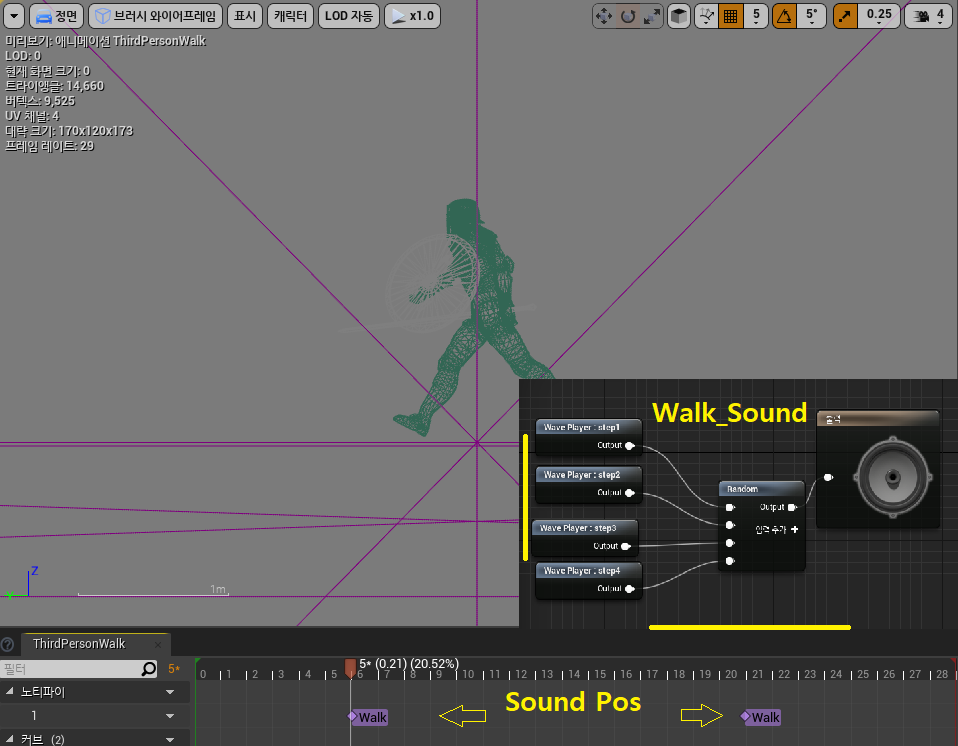 정면 브러시 와이어프레임 표시 캐릭터 LOD 자동 x1.0 5 5° 0.25 4
미리보기: 애니메이션 ThirdPersonWalk
LOD: 0
현재 화면 크기: 0
트라이앵글: 14,660
버텍스: 9,525
UV 채널: 4
대략 크기: 170x120x173
프레임 레이트: 29
Walk_Sound
출력
Wave Player : step1
Output
Wave Player : step2
Output
Random
Output
입력 추가
Wave Player : step3
Output
Wave Player : step4
Output
Z
Y
1m
ThirdPersonWalk
필터
5*
5* (0.21) (20.52%)
0 1 2 3 4 5 6 7 8 9 10 11 12 13 14 15 16 17 18 19 20 21 22 23 24 25 26 27 28
노티파이
Sound Pos
1
Walk
Walk
커브 (2)